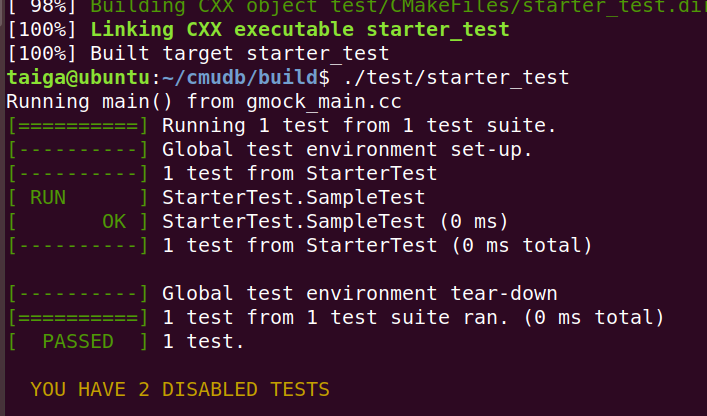 [ 98%] Building CXX object test/CMakeFiles/starter_test.dir
[100%] Linking CXX executable starter_test
[100%] Built target starter_test
taiga@ubuntu:~/cmudb/build$ ./test/starter_test
Running main() from gmock_main.cc
[==========] Running 1 test from 1 test suite.
[----------] Global test environment set-up.
[----------] 1 test from StarterTest
[ RUN      ] StarterTest.SampleTest
[       OK ] StarterTest.SampleTest (0 ms)
[----------] 1 test from StarterTest (0 ms total)

[----------] Global test environment tear-down
[==========] 1 test from 1 test suite ran. (0 ms total)
[  PASSED  ] 1 test.

  YOU HAVE 2 DISABLED TESTS